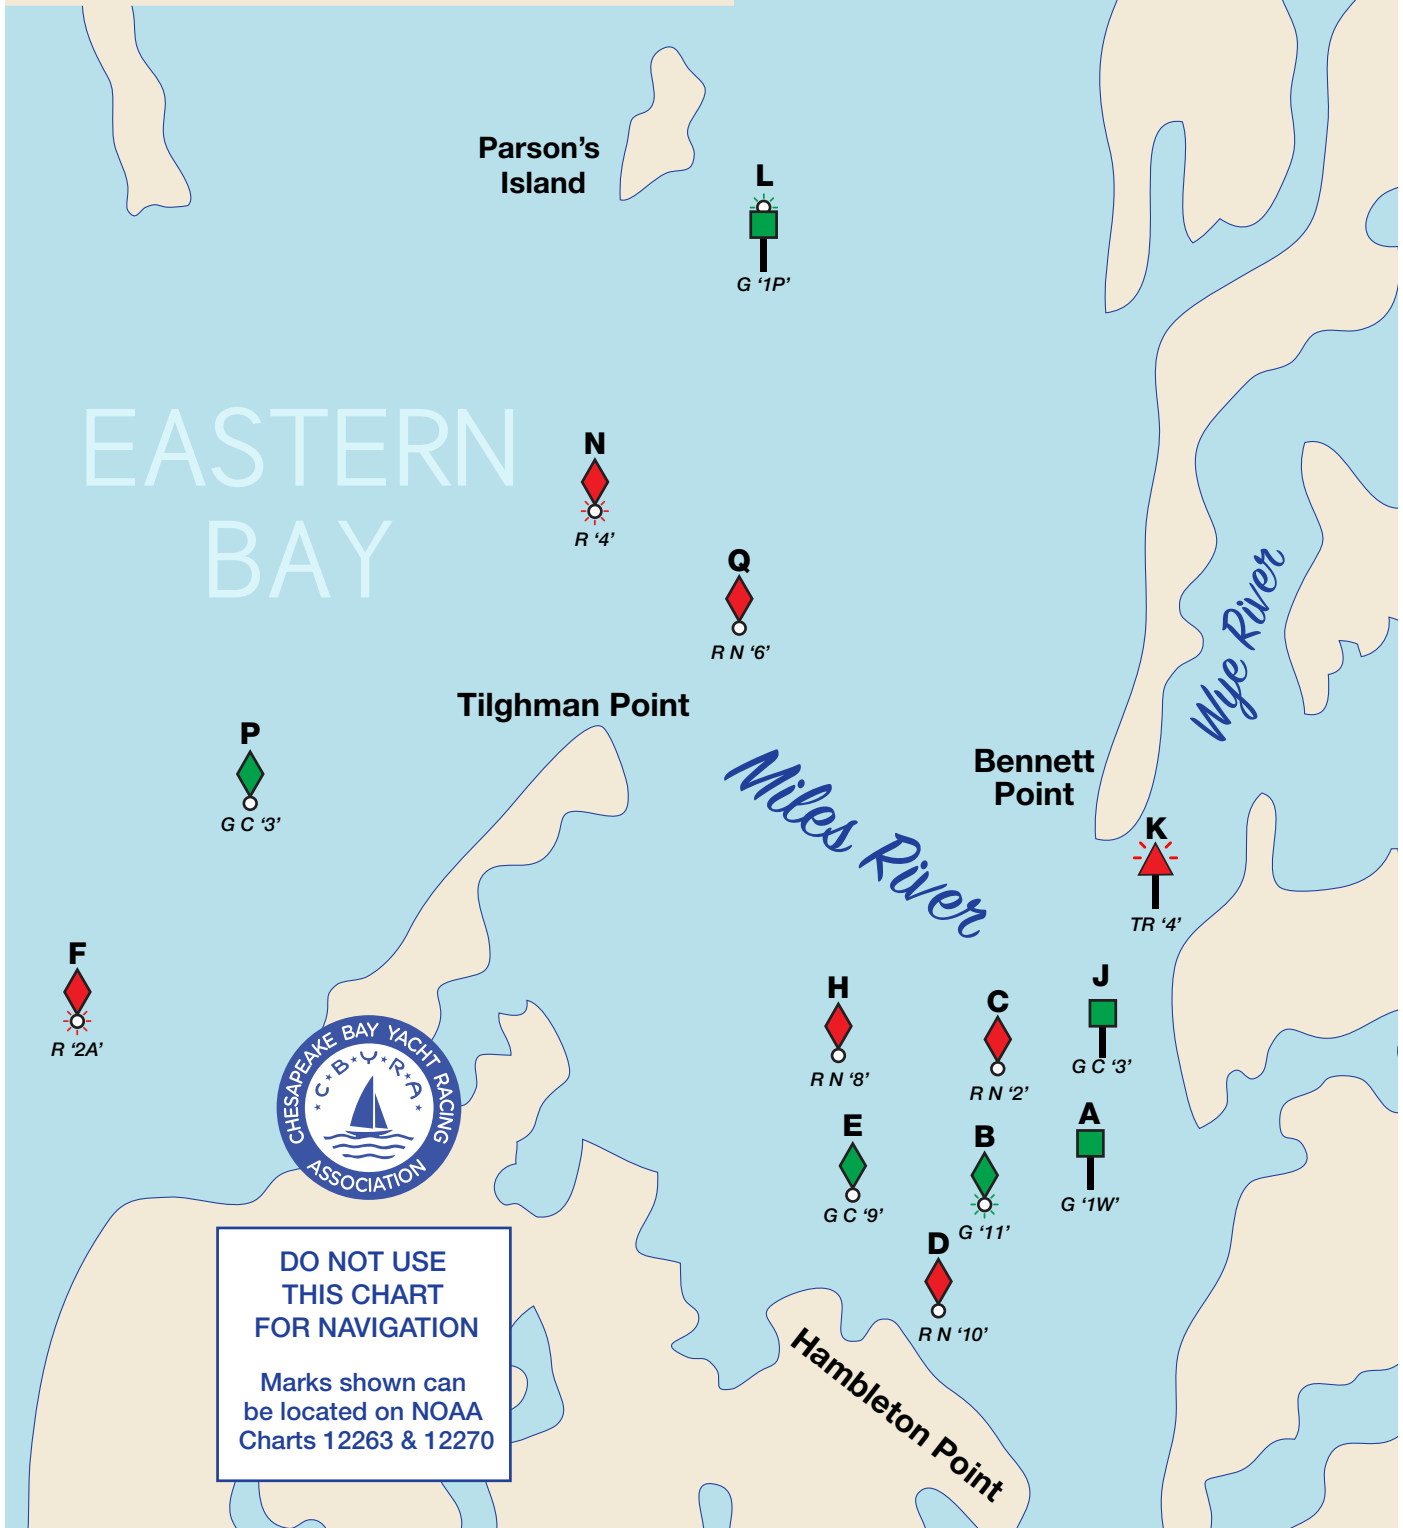 Parson’s
Island
L
G ‘1P’
EASTERN
BAY
N
R ‘4’
Q
R N ‘6’
Wye River
Tilghman Point
P
G C ‘3’
Miles River
Bennett
Point
K
TR ‘4’
F
R ‘2A’
H
R N ‘8’
C
R N ‘2’
J
G C ‘3’
CHESAPEAKE BAY YACHT RACING
ASSOCIATION
C★B★Y★R★A
E
G C ‘9’
B
G ‘11’
A
G ‘1W’
D
R N ‘10’
DO NOT USE
THIS CHART
FOR NAVIGATION
Marks shown can
be located on NOAA
Charts 12263 & 12270
Hambleton Point